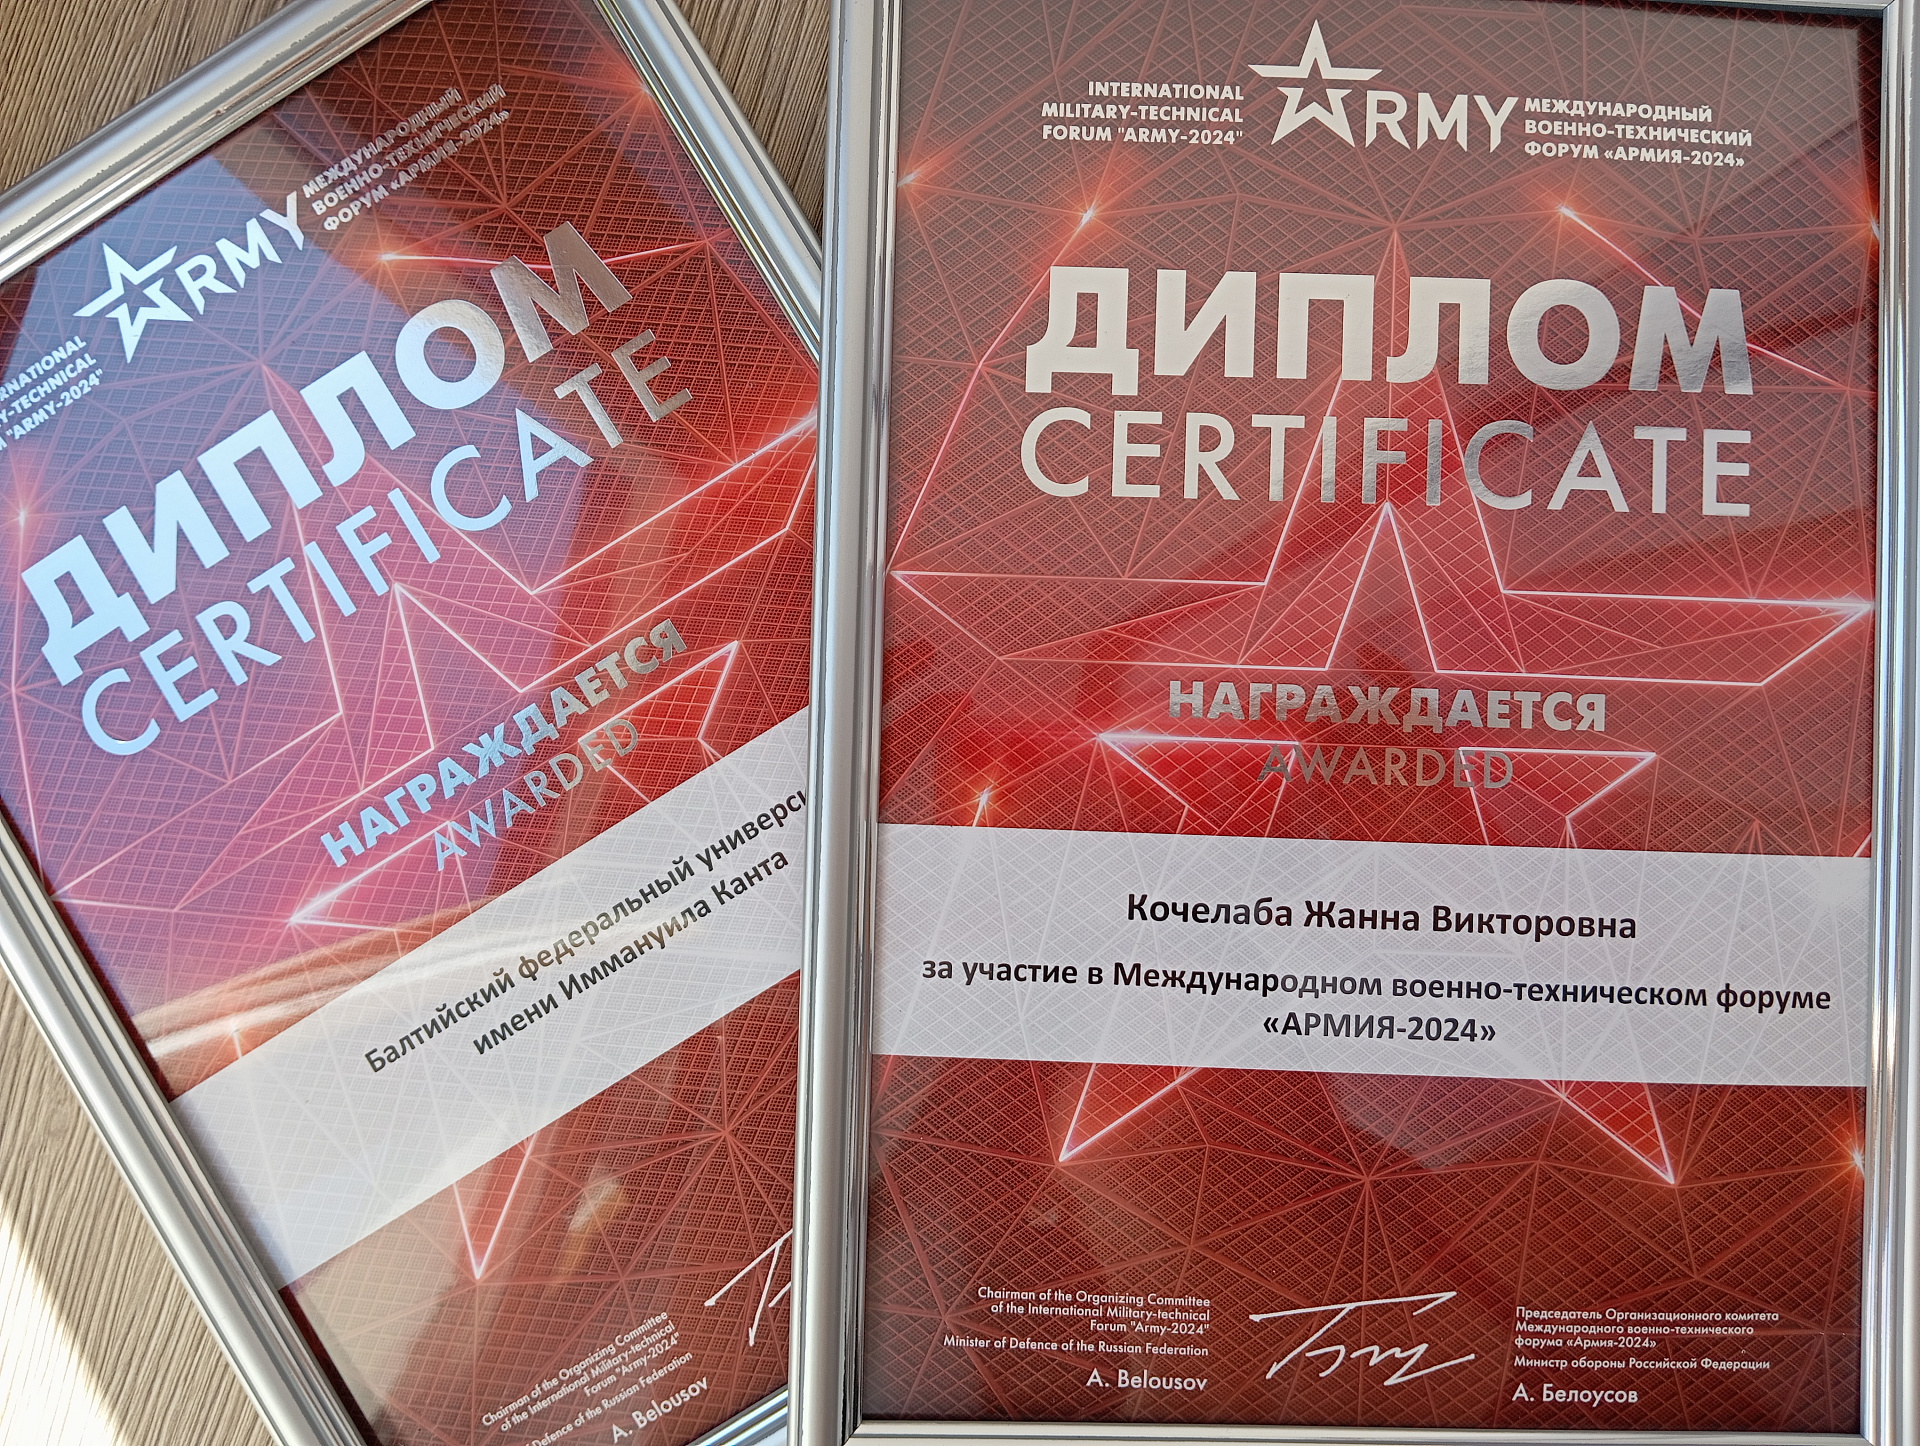 МЕЖДУНАРОДНЫЙ
ВОЕННО-ТЕХНИЧЕСКИЙ
ФОРУМ «АРМИЯ-2024»
ARMY
RNATIONAL
Y-TECHNICAL
"ARMY-2024"
ДИПЛОМ
CERTIFICATE
НАГРАЖДАЕТСЯ
AWARDED
Балтийский федеральный универси
имени Иммануила Канта
Chairman of the Organizing Committee
of the International Military-technical
Forum "Army-2024"
Defence of the Russian Federation
A. Belousov
INTERNATIONAL
MILITARY-TECHNICAL
FORUM "ARMY-2024"
ARMY
МЕЖДУНАРОДНЫЙ
ВОЕННО-ТЕХНИЧЕСКИЙ
ФОРУМ «АРМИЯ-2024»
ДИПЛОМ
CERTIFICATE
НАГРАЖДАЕТСЯ
AWARDED
Кочелаба Жанна Викторовна
за участие в Международном военно-техническом форуме
«АРМИЯ-2024»
Chairman of the Organizing Committee
of the International Military-technical
Forum "Army-2024"
Minister of Defence of the Russian Federation
A. Belousov
Председатель Организационного комитета
Международного военно-технического
форума «Армия-2024»
Министр обороны Российской Федерации
А. Белоусов